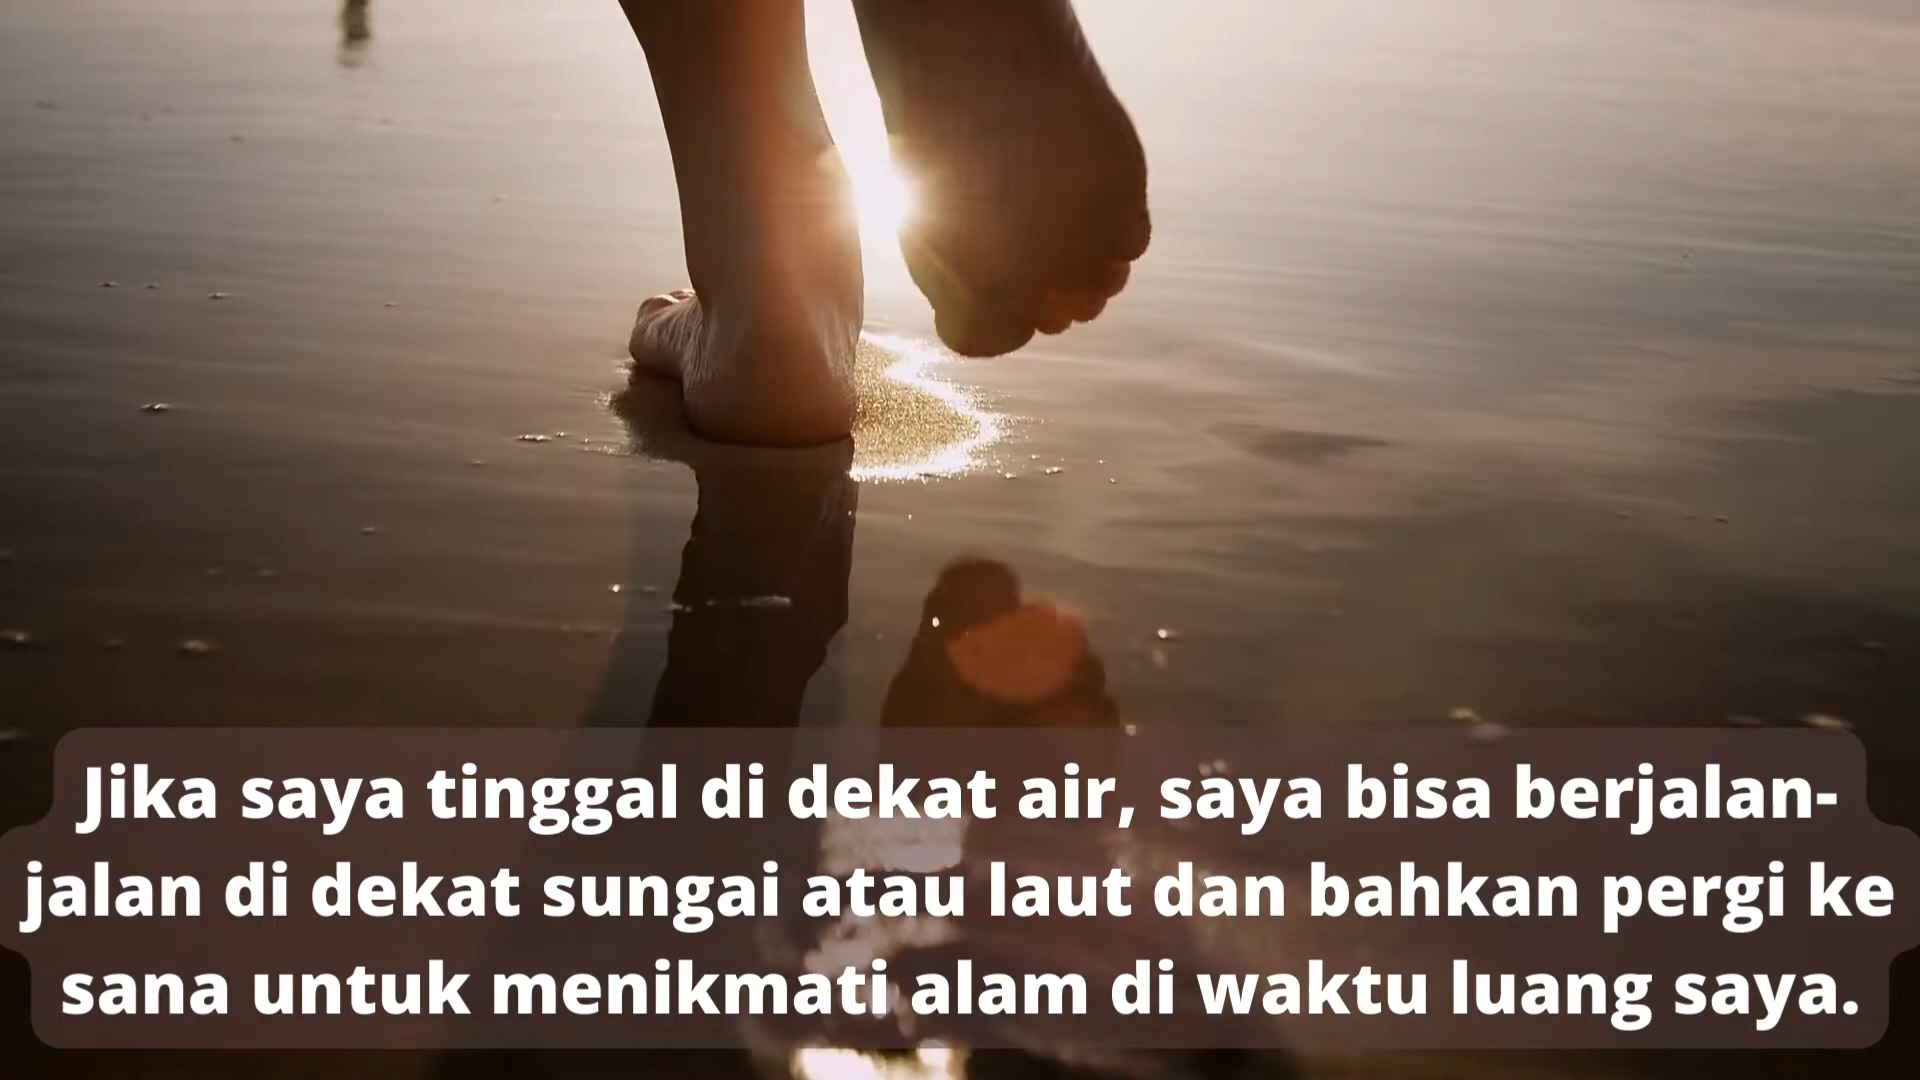 Jika saya tinggal di dekat air, saya bisa berjalan-
jalan di dekat sungai atau laut dan bahkan pergi ke
sana untuk menikmati alam di waktu luang saya.